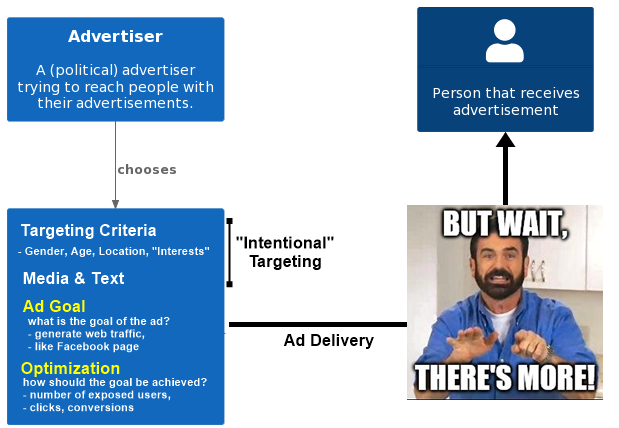 Advertiser
A (political) advertiser
trying to reach people with
their advertisements.
Person that receives
advertisement
chooses
Targeting Criteria
- Gender, Age, Location, "Interests"
Media & Text
Ad Goal
what is the goal of the ad?
- generate web traffic,
- like Facebook page
Optimization
how should the goal be achieved?
- number of exposed users,
- clicks, conversions
"Intentional"
Targeting
Ad Delivery
BUT WAIT,
THERE'S MORE!